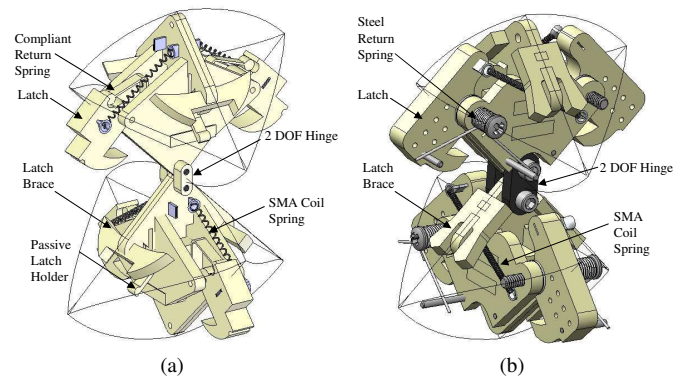 Compliant
Return
Spring
Latch
2 DOF Hinge
Latch
Brace
SMA Coil
Spring
Passive
Latch
Holder
(a)
Steel
Return
Spring
Latch
2 DOF Hinge
Latch
Brace
SMA
Coil
Spring
(b)